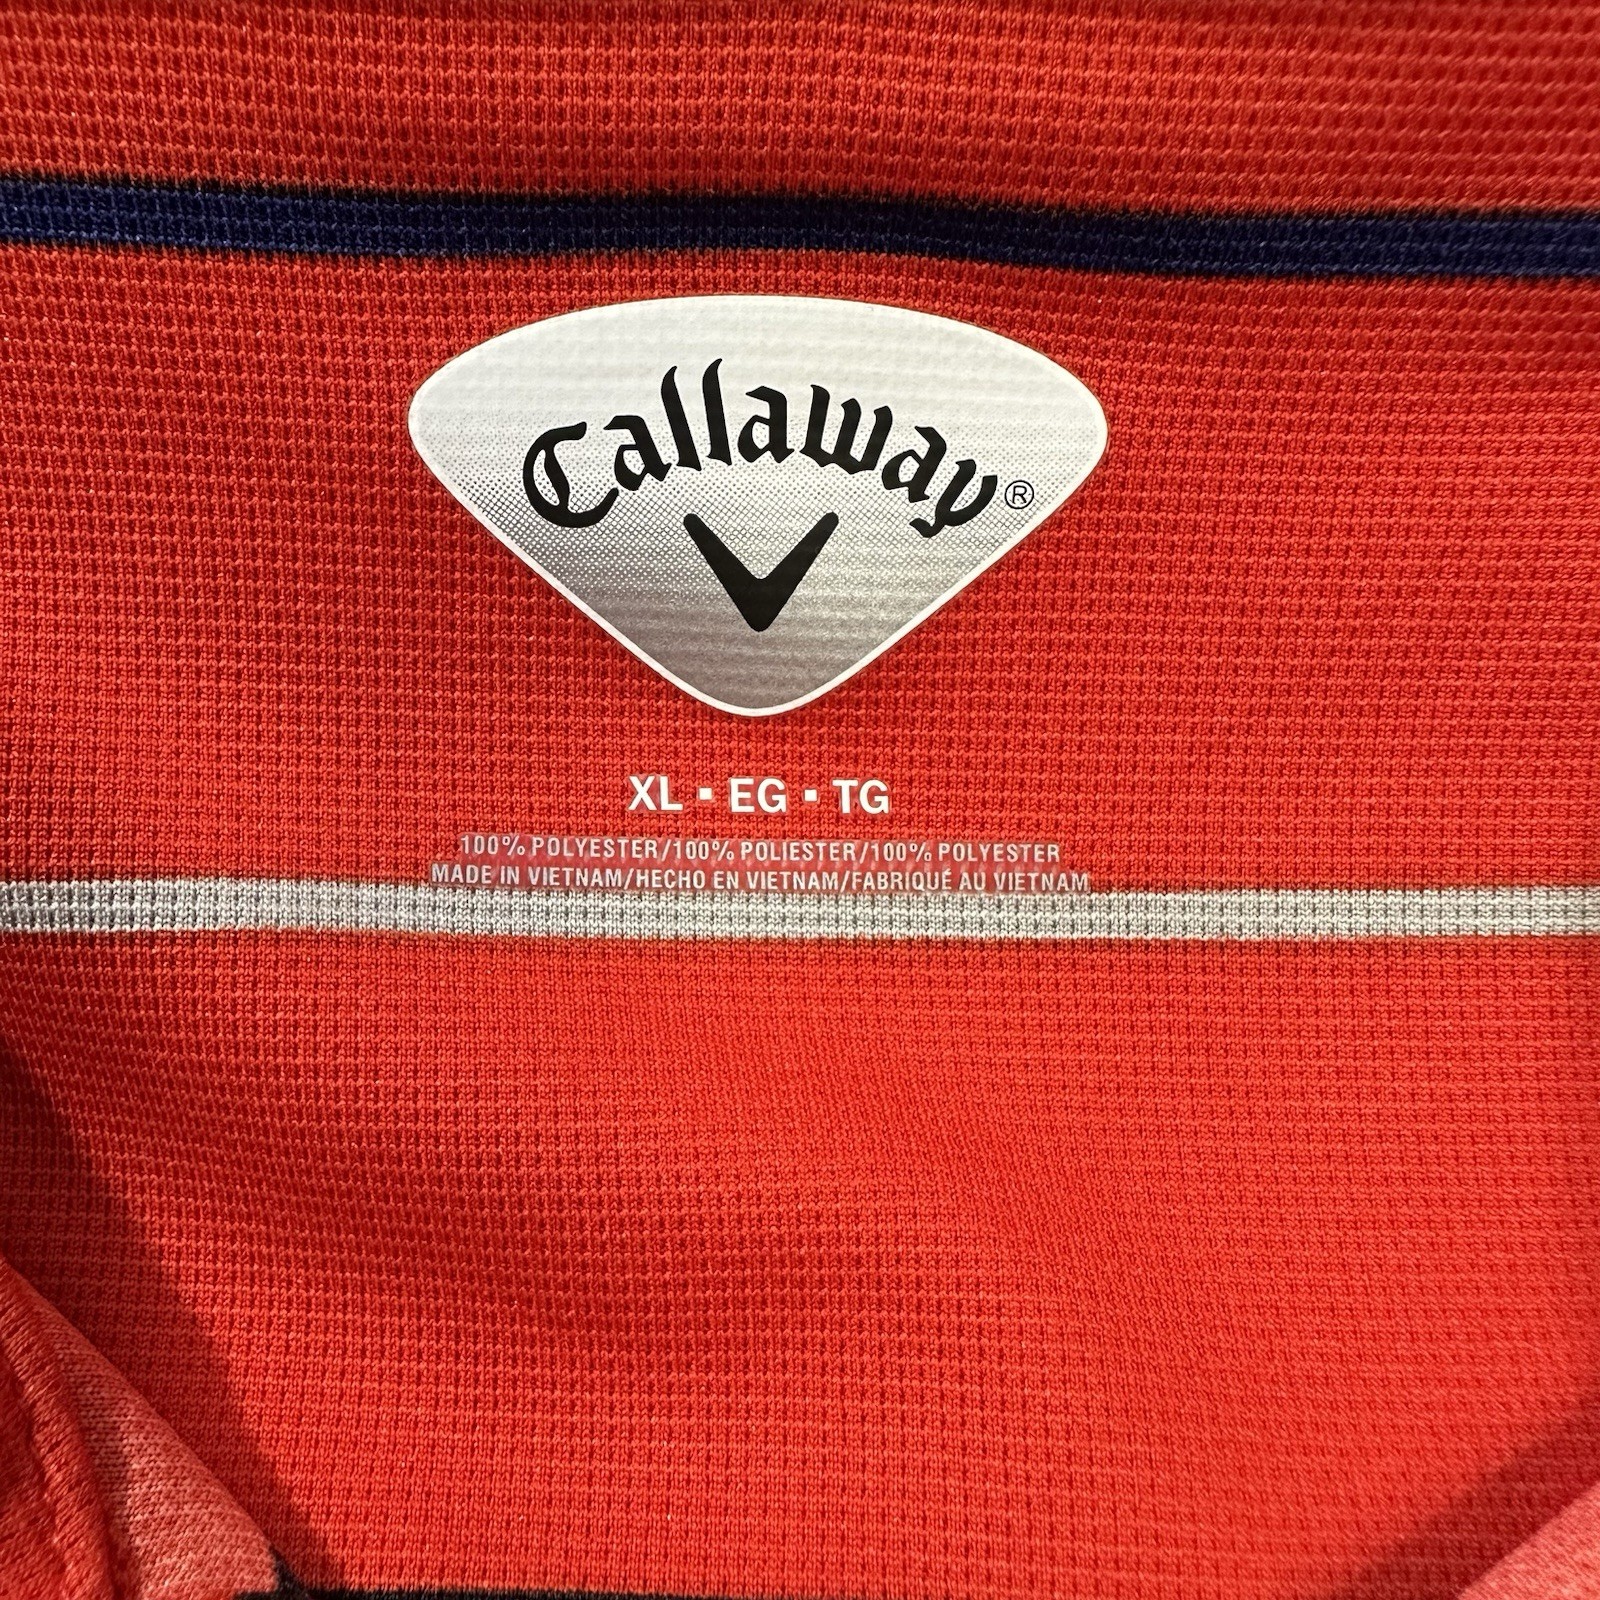 Callaway®
XL ▪ EG ▪ TG
100% POLYESTER/100% POLIESTER/100% POLYESTER
MADE IN VIETNAM/HECHO EN VIETNAM/FABRIQUÉ AU VIETNAM